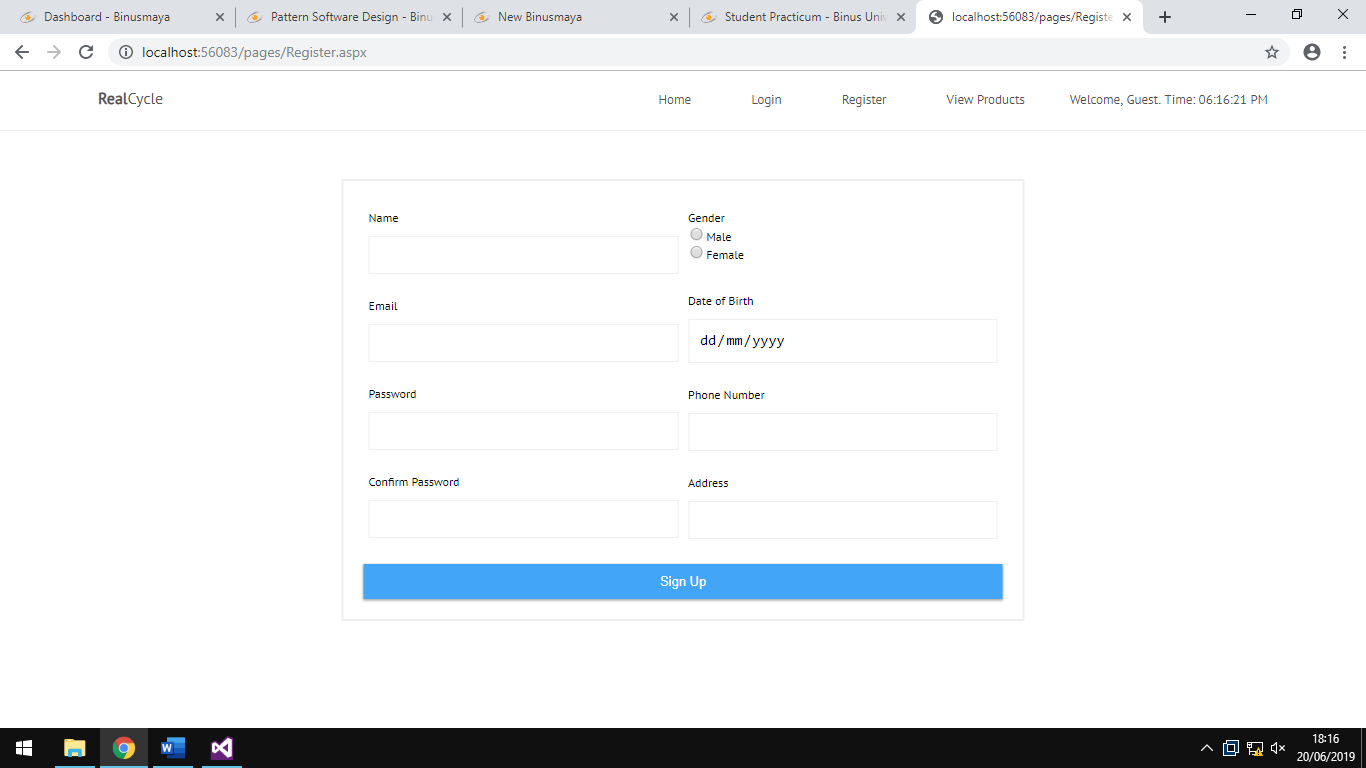 Dashboard - Binusmaya
Pattern Software Design - Binu
New Binusmaya
Student Practicum - Binus Univ
localhost:56083/pages/Registe
localhost:56083/pages/Register.aspx
RealCycle
Home
Login
Register
View Products
Welcome, Guest. Time: 06:16:21 PM
Name
Gender
Male
Female
Email
Date of Birth
dd/mm/yyyy
Password
Phone Number
Confirm Password
Address
Sign Up
18:16
20/06/2019